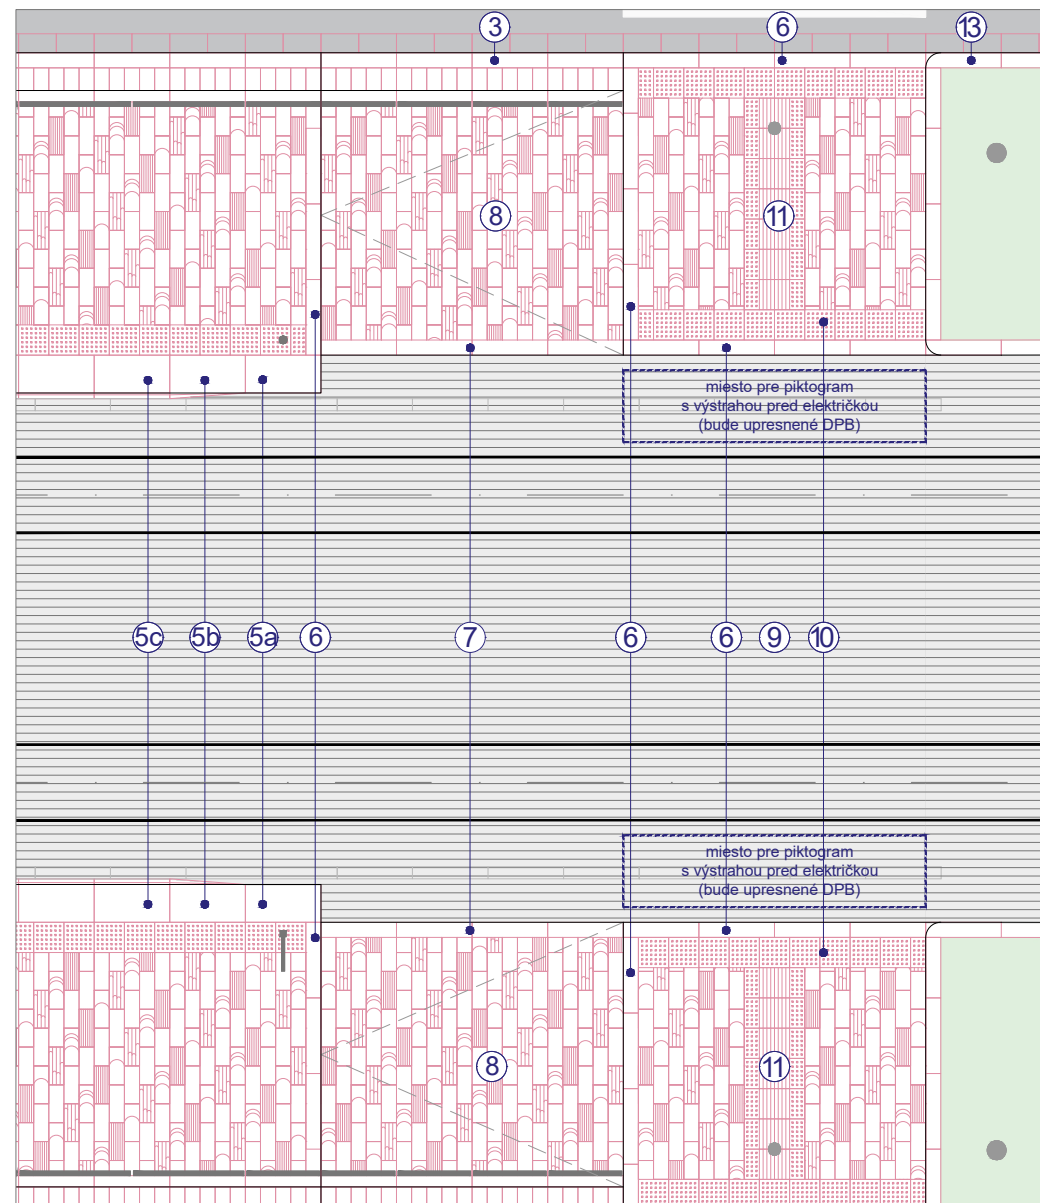 3
6
13
8
11
miesto pre piktogram
s výstrahou pred električkou
(bude upresnené DPB)
5c
5b
5a
6
7
6
6
9
10
miesto pre piktogram
s výstrahou pred električkou
(bude upresnené DPB)
8
11